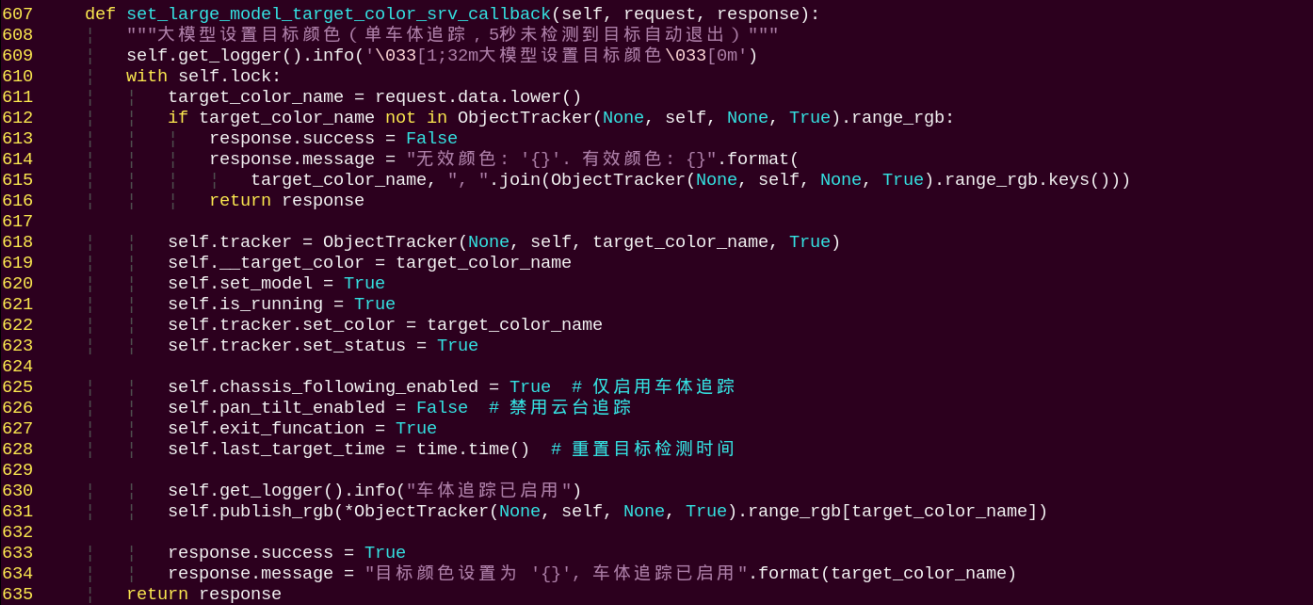 607     def set_large_model_target_color_srv_callback(self, request, response):
608         """大模型设置目标颜色（单车体追踪，5秒未检测到目标自动退出）"""
609         self.get_logger().info('\033[1;32m大模型设置目标颜色\033[0m')
610         with self.lock:
611             target_color_name = request.data.lower()
612             if target_color_name not in ObjectTracker(None, self, None, True).range_rgb:
613                 response.success = False
614                 response.message = "无效颜色: '{}'. 有效颜色: {}".format(
615                     target_color_name, ", ".join(ObjectTracker(None, self, None, True).range_rgb.keys()))
616                 return response
617
618             self.tracker = ObjectTracker(None, self, target_color_name, True)
619             self.__target_color = target_color_name
620             self.set_model = True
621             self.is_running = True
622             self.tracker.set_color = target_color_name
623             self.tracker.set_status = True
624
625             self.chassis_following_enabled = True  # 仅启用车体追踪
626             self.pan_tilt_enabled = False  # 禁用云台追踪
627             self.exit_funcation = True
628             self.last_target_time = time.time()  # 重置目标检测时间
629
630             self.get_logger().info("车体追踪已启用")
631             self.publish_rgb(*ObjectTracker(None, self, None, True).range_rgb[target_color_name])
632
633             response.success = True
634             response.message = "目标颜色设置为 '{}', 车体追踪已启用".format(target_color_name)
635         return response